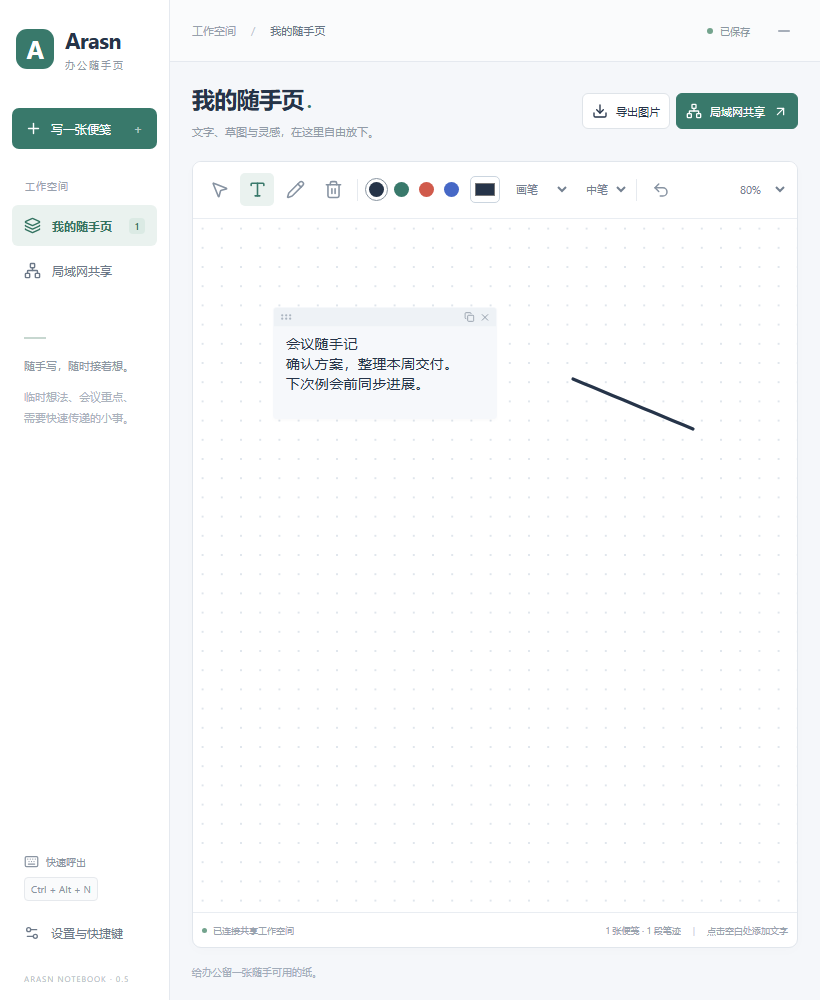 A
Arasn
办公随手页
写一张便笺 +
工作空间
我的随手页 1
局域网共享
随手写，随时接着想。
临时想法、会议重点、
需要快速传递的小事。
快速呼出
Ctrl + Alt + N
设置与快捷键
ARASN NOTEBOOK · 0.5
工作空间 / 我的随手页
已保存
我的随手页.
文字、草图与灵感，在这里自由放下。
导出图片
局域网共享
画笔
中笔
80%
会议随手记
确认方案，整理本周交付。
下次例会前同步进展。
已连接共享工作空间
1 张便笺 · 1 段笔迹
点击空白处添加文字
给办公留一张随手可用的纸。